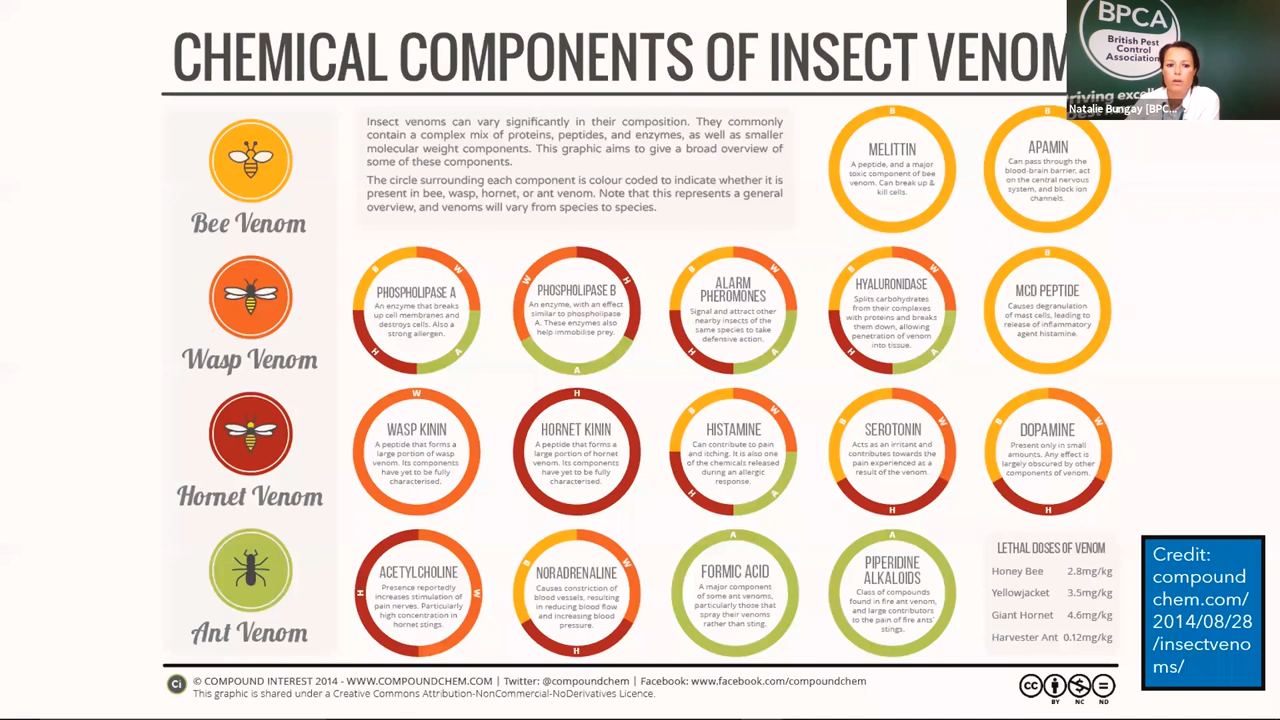 CHEMICAL COMPONENTS OF INSECT VENOM
BPCA
British Pest
Control
Association
Natalie Bungay [BPC...
Bee Venom
Insect venoms can vary significantly in their composition. They commonly
contain a complex mix of proteins, peptides, and enzymes, as well as smaller
molecular weight components. This graphic aims to give a broad overview of
some of these components.
The circle surrounding each component is colour coded to indicate whether it is
present in bee, wasp, hornet, or ant venom. Note that this represents a general
overview, and venoms will vary from species to species.
B
MELITTIN
A peptide, and a major
toxic component of bee
venom. Can break up &
kill cells.
B
APAMIN
Can pass through the
blood-brain barrier, act
on the central nervous
system, and block ion
channels.
Wasp Venom
B
W
PHOSPHOLIPASE A
An enzyme that breaks
up cell membranes and
destroys cells. Also a
strong allergen.
H
A
W
H
PHOSPHOLIPASE B
An enzyme, with an effect
similar to phospholipase
A. These enzymes also
help immobilise prey.
A
B
W
ALARM
PHEROMONES
Signal and attract other
nearby insects of the
same species to take
defensive action.
H
A
B
W
HYALURONIDASE
Splits carbohydrates
from their complexes
with proteins and breaks
them down, allowing
penetration of venom
into tissue.
H
A
B
MCD PEPTIDE
Causes degranulation
of mast cells, leading to
release of inflammatory
agent histamine.
Hornet Venom
W
WASP KININ
A peptide that forms a
large portion of wasp
venom. Its components
have yet to be fully
characterised.
H
HORNET KININ
A peptide that forms a
large portion of hornet
venom. Its components
have yet to be fully
characterised.
B
W
HISTAMINE
Can contribute to pain
and itching. It is also one
of the chemicals released
during an allergic
response.
H
A
B
W
SEROTONIN
Acts as an irritant and
contributes towards the
pain experienced as a
result of the venom.
H
B
W
DOPAMINE
Present only in small
amounts. Any effect is
largely obscured by other
components of venom.
H
Ant Venom
ACETYLCHOLINE
Presence reportedly
increases stimulation of
pain nerves. Particularly
high concentration in
hornet stings.
H
W
B
W
NORADRENALINE
Causes constriction of
blood vessels, resulting
in reducing blood flow
and increasing blood
pressure.
H
A
FORMIC ACID
A major component
of some ant venoms,
particularly those that
spray their venoms
rather than sting.
A
PIPERIDINE
ALKALOIDS
Class of compounds
found in fire ant venom,
and large contributors
to the pain of fire ants'
stings.
LETHAL DOSES OF VENOM
Honey Bee 2.8mg/kg
Yellowjacket 3.5mg/kg
Giant Hornet 4.6mg/kg
Harvester Ant 0.12mg/kg
Credit:
compound
chem.com/
2014/08/28
/insectveno
ms/
Ci
© COMPOUND INTEREST 2014 - WWW.COMPOUNDCHEM.COM | Twitter: @compoundchem | Facebook: www.facebook.com/compoundchem
This graphic is shared under a Creative Commons Attribution-NonCommercial-NoDerivatives Licence.
CC
BY NC ND